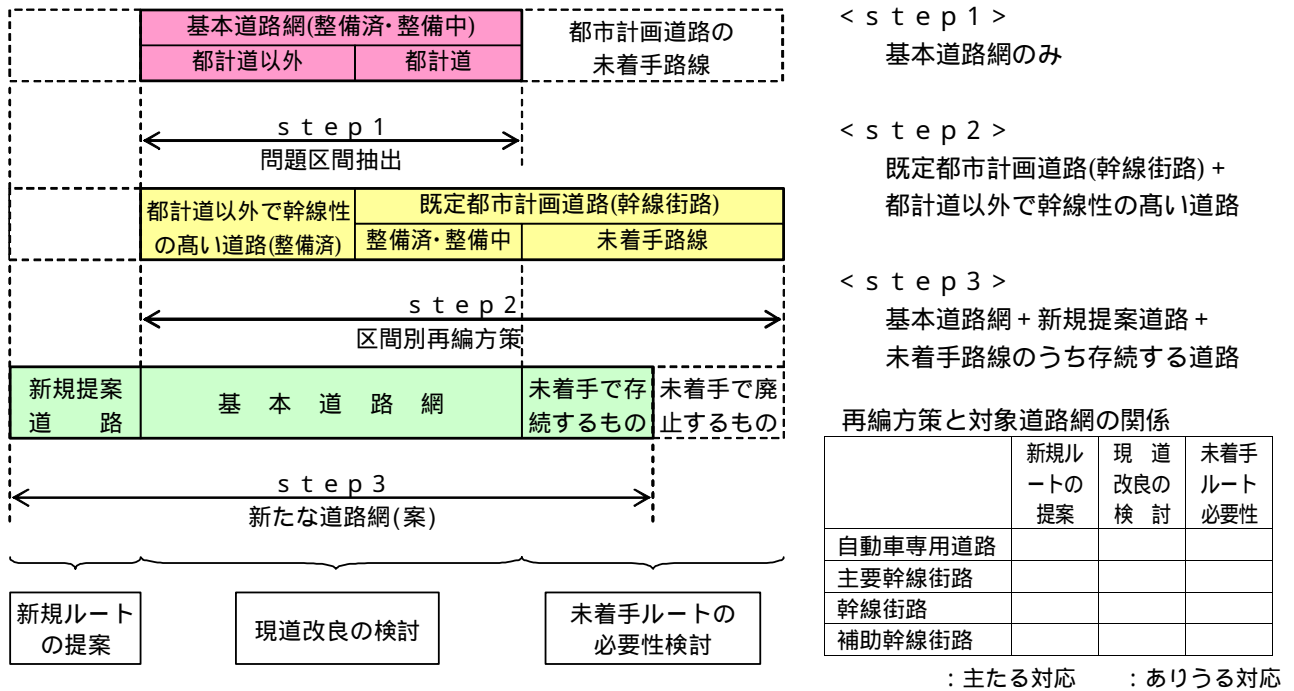 基本道路網(整備済・整備中)
都計道以外
都計道
都市計画道路の
未着手路線
step1
問題区間抽出
都計道以外で幹線性
の髙い道路(整備済)
既定都市計画道路(幹線街路)
整備済・整備中
未着手路線
step2
区間別再編方策
新規提案
道 路
基 本 道 路 網
未着手で存
続するもの
未着手で廃
止するもの
step3
新たな道路網(案)
新規ルート
の提案
現道改良の検討
未着手ルートの
必要性検討
<step1>
基本道路網のみ
<step2>
既定都市計画道路(幹線街路)+
都計道以外で幹線性の髙い道路
<step3>
基本道路網+新規提案道路+
未着手路線のうち存続する道路
再編方策と対象道路網の関係
新規ル
ートの
提案
現 道
改良の
検 討
未着手
ルート
必要性
自動車専用道路
主要幹線街路
幹線街路
補助幹線街路
:主たる対応 :ありうる対応